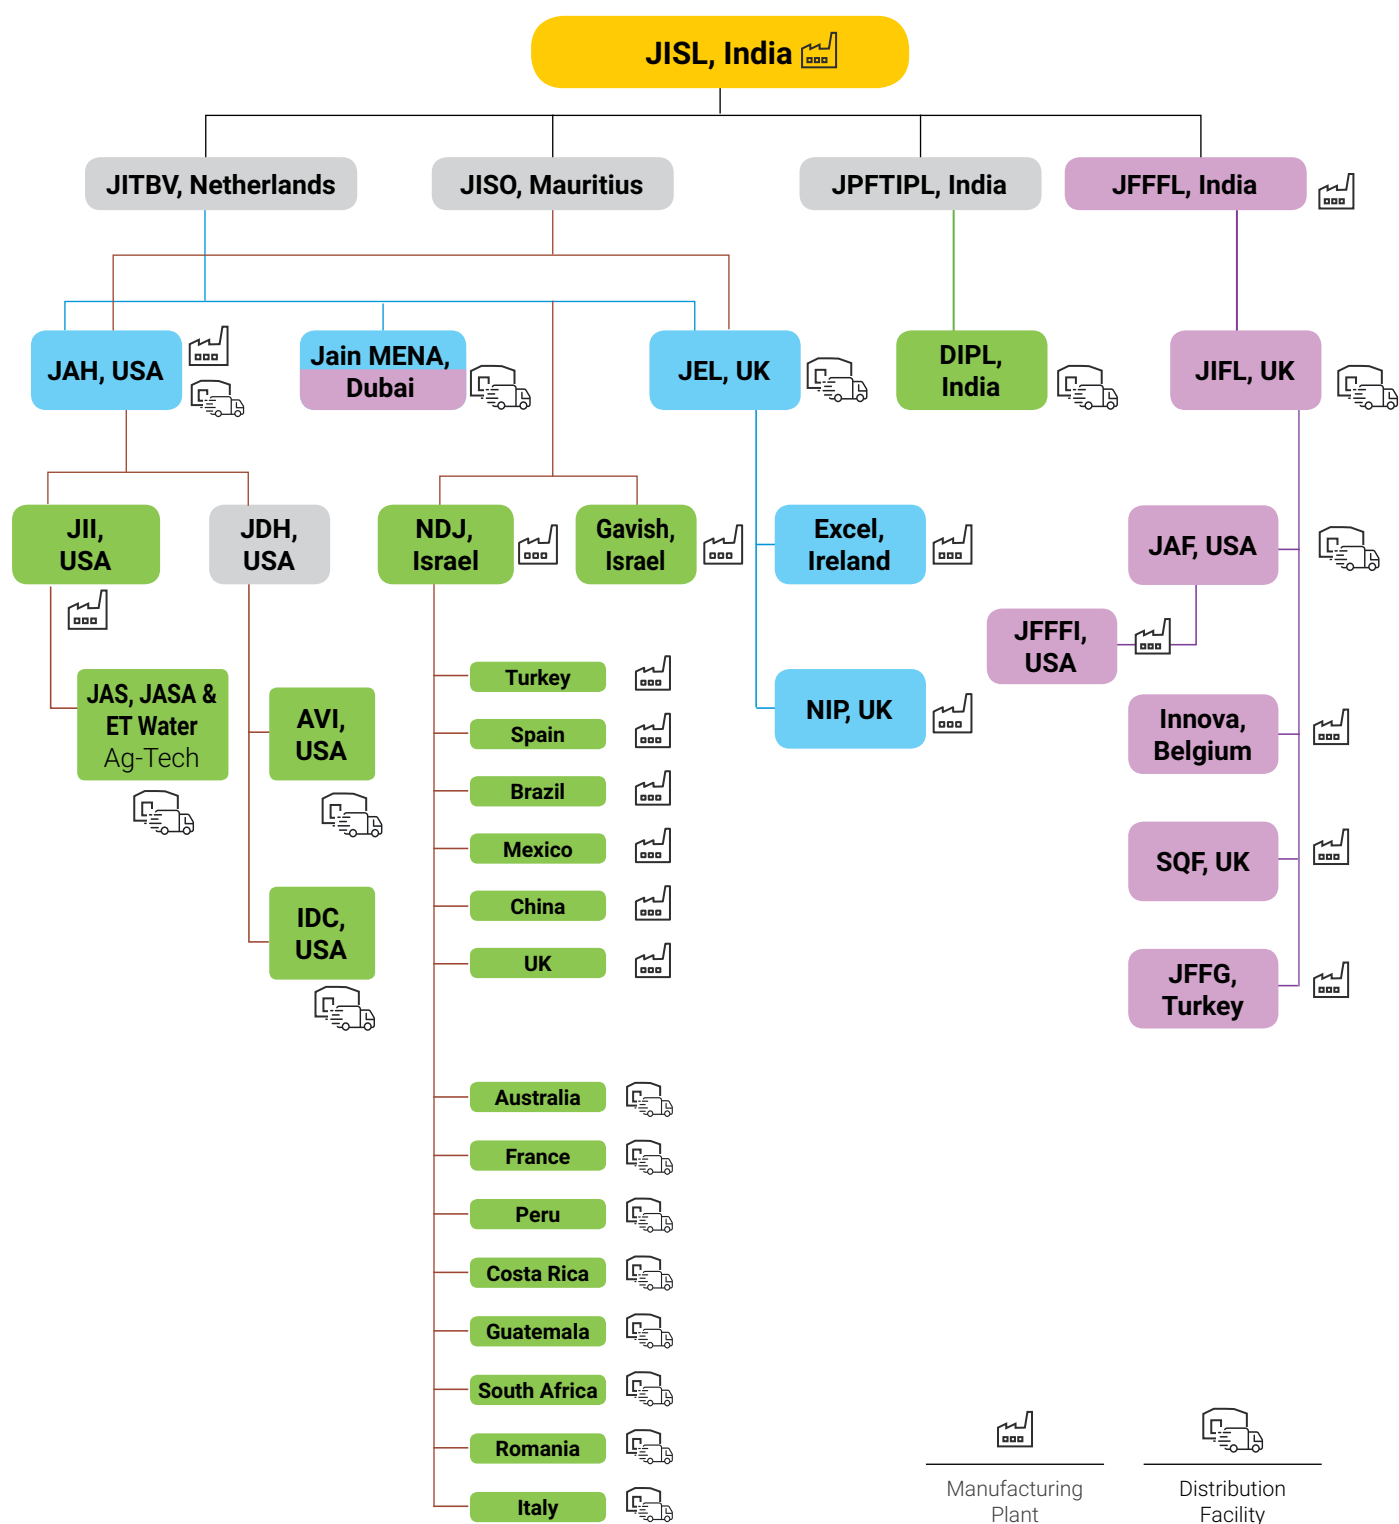 JISL, India
JITBV, Netherlands
JISO, Mauritius
JPFTIPL, India
JFFFL, India
JAH, USA
Jain MENA,
Dubai
JEL, UK
DIPL,
India
JIFL, UK
JII,
USA
JDH,
USA
NDJ,
Israel
Gavish,
Israel
Excel,
Ireland
JAF, USA
JFFFI,
USA
JAS, JASA &
ET Water
Ag-Tech
AVI,
USA
Turkey
Spain
Brazil
Mexico
China
UK
NIP, UK
Innova,
Belgium
SQF, UK
IDC,
USA
JFFG,
Turkey
Australia
France
Peru
Costa Rica
Guatemala
South Africa
Romania
Italy
Manufacturing
Plant
Distribution
Facility